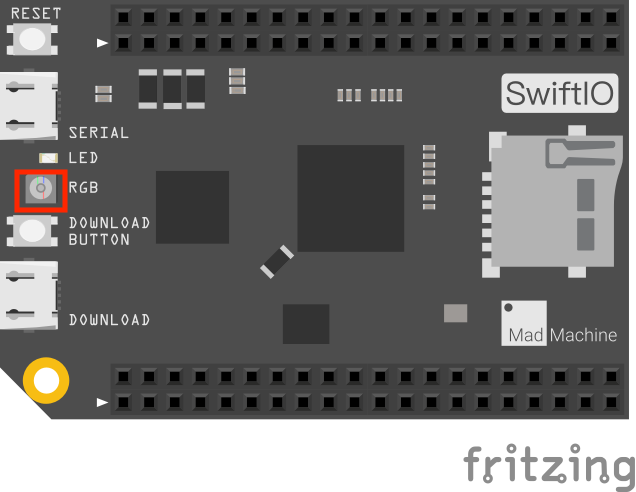 RESET
SwiftIO
SERIAL
LED
RGB
DOWNLOAD
BUTTON
DOWNLOAD
Mad Machine
fritzing